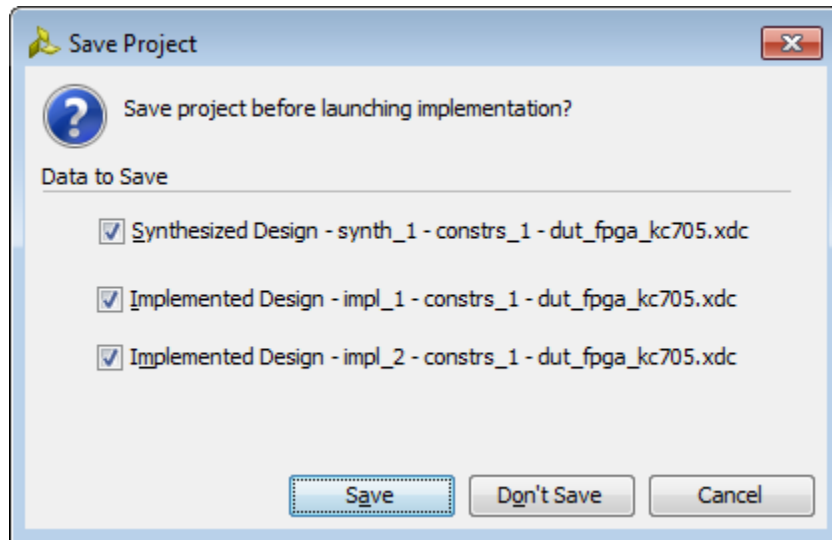 Save Project
Save project before launching implementation?
Data to Save
Synthesized Design - synth_1 - constrs_1 - dut_fpga_kc705.xdc
Implemented Design - impl_1 - constrs_1 - dut_fpga_kc705.xdc
Implemented Design - impl_2 - constrs_1 - dut_fpga_kc705.xdc
Save Don't Save Cancel